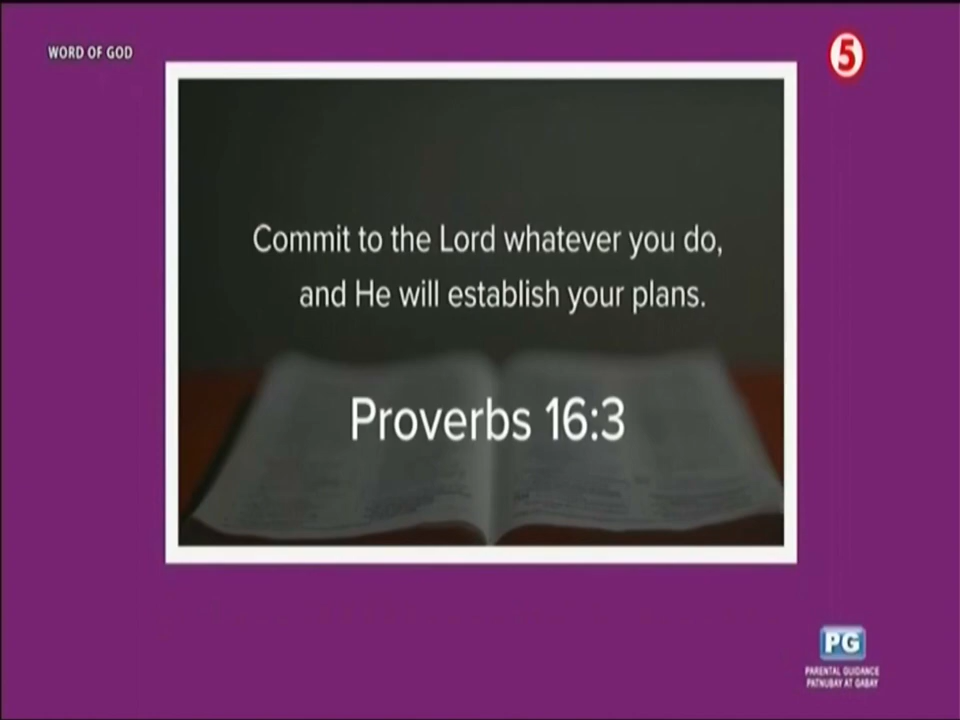 WORD OF GOD
5
Commit to the Lord whatever you do,
and He will establish your plans.
Proverbs 16:3
PG
PARENTAL GUIDANCE
PATNUBAY AT GABAY